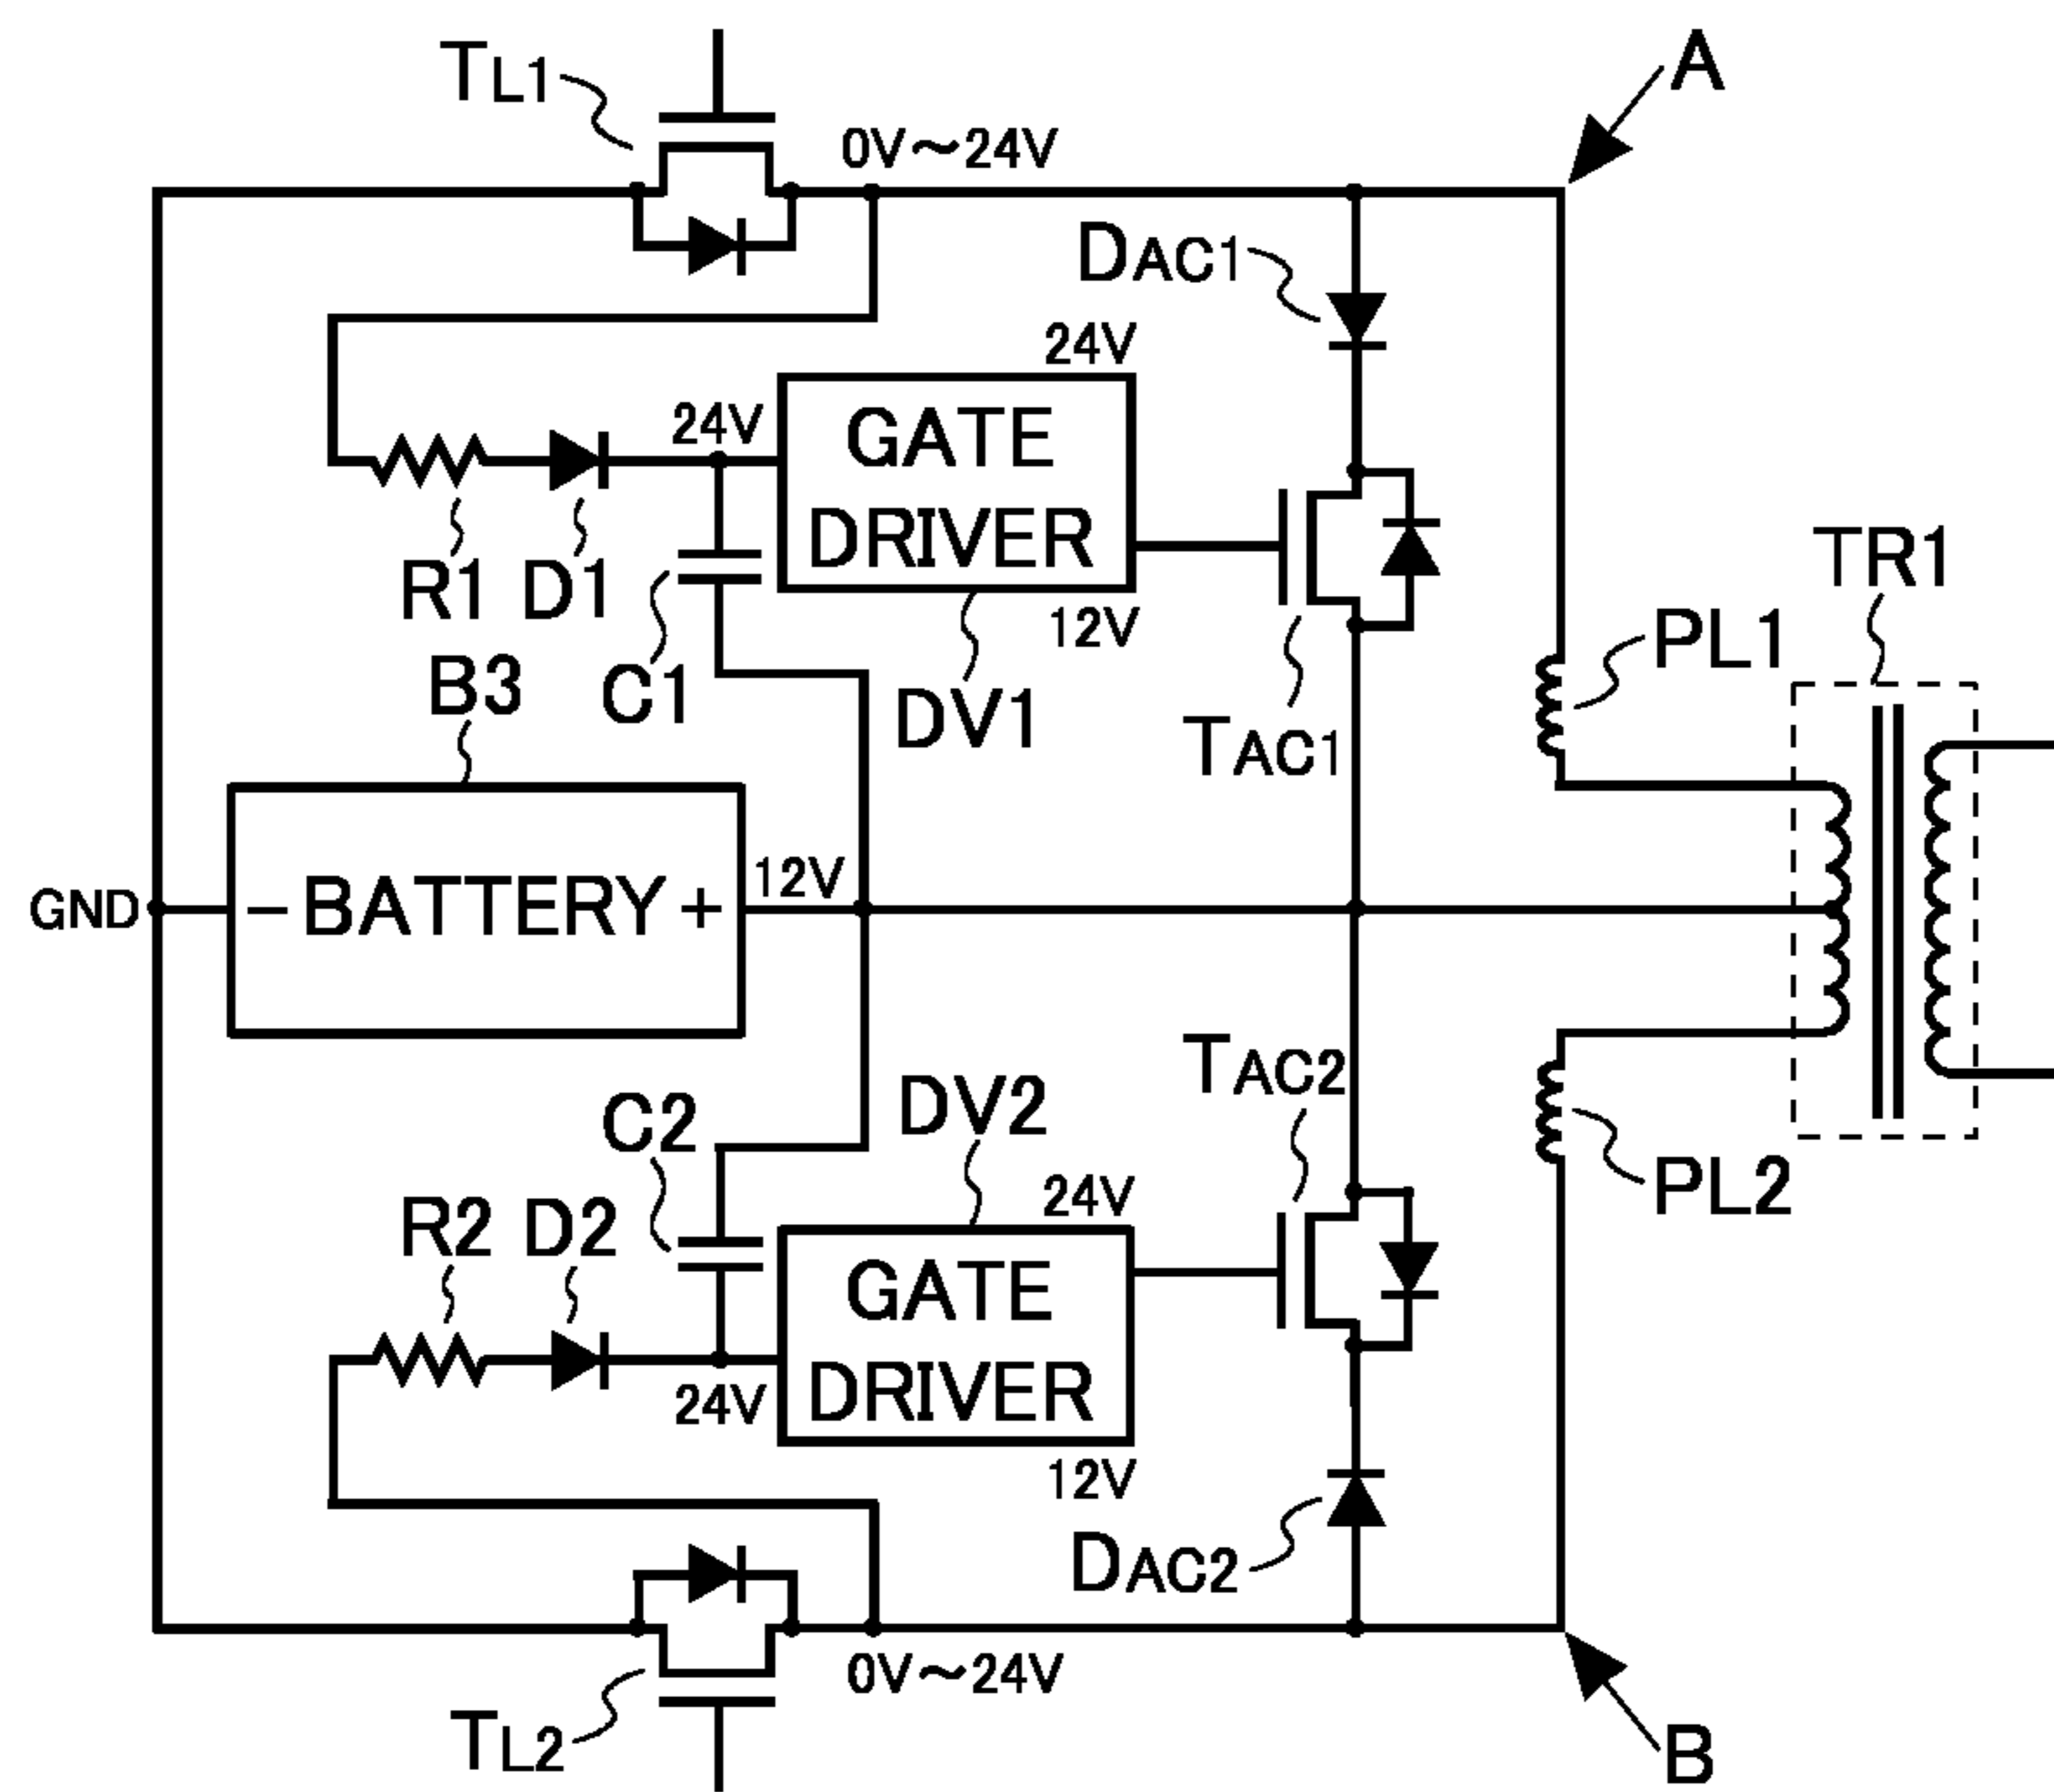 TL1
A
0V～24V
DAC1
24V
24V
GATE
DRIVER
R1
D1
12V
TR1
PL1
B3
C1
DV1
TAC1
12V
GND
－BATTERY＋
TAC2
C2
DV2
PL2
24V
R2
D2
GATE
DRIVER
24V
12V
DAC2
0V～24V
TL2
B